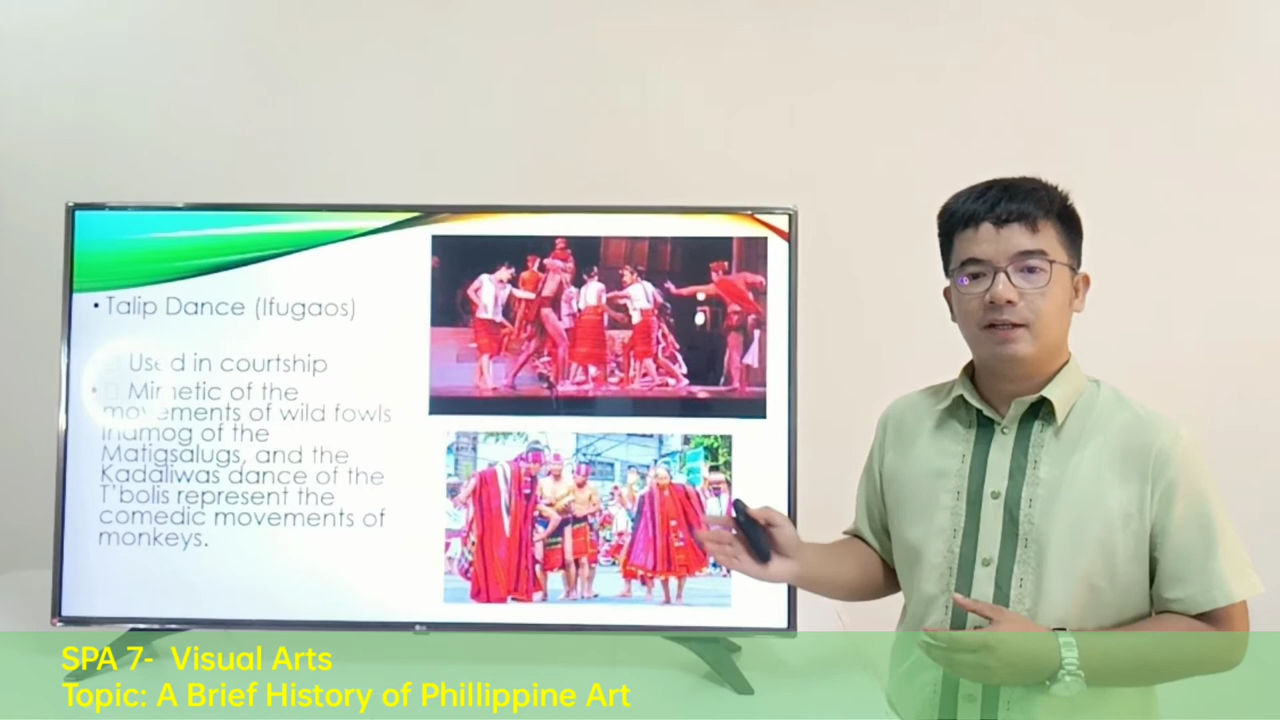 • Talip Dance (Ifugaos)
Used in courtship
• Mimetic of the
movements of wild fowls
Inamog of the
Matigsalugs, and the
Kadaliwas dance of the
T'bolis represent the
comedic movements of
monkeys.
LG
SPA 7- Visual Arts
Topic: A Brief History of Phillippine Art